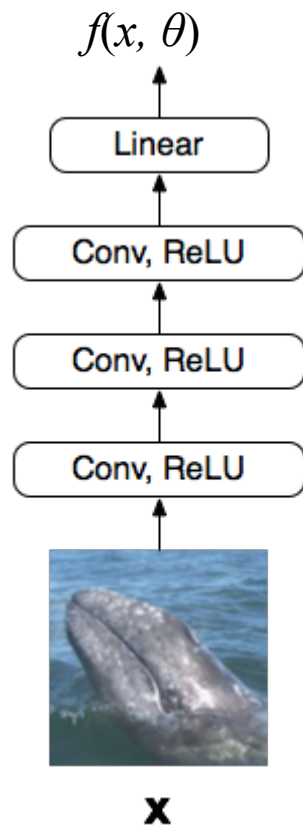 f(x, θ)
Linear
Conv, ReLU
Conv, ReLU
Conv, ReLU
x